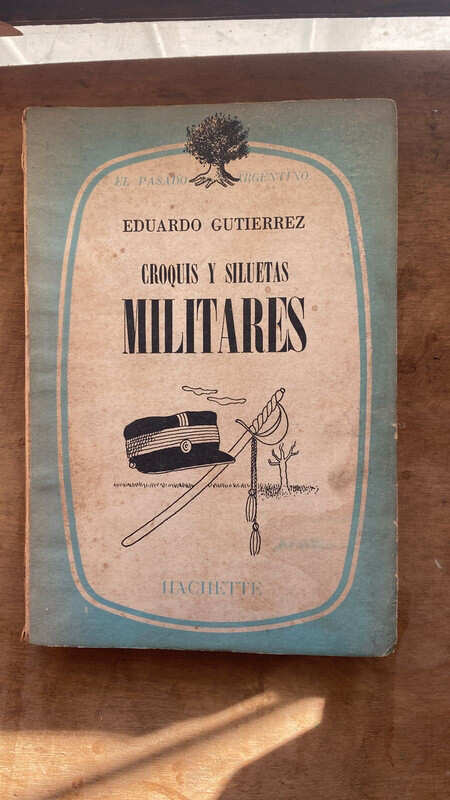 EL PASADO ARGENTINO
EDUARDO GUTIERREZ
CROQUIS Y SILUETAS
MILITARES
HACHETTE